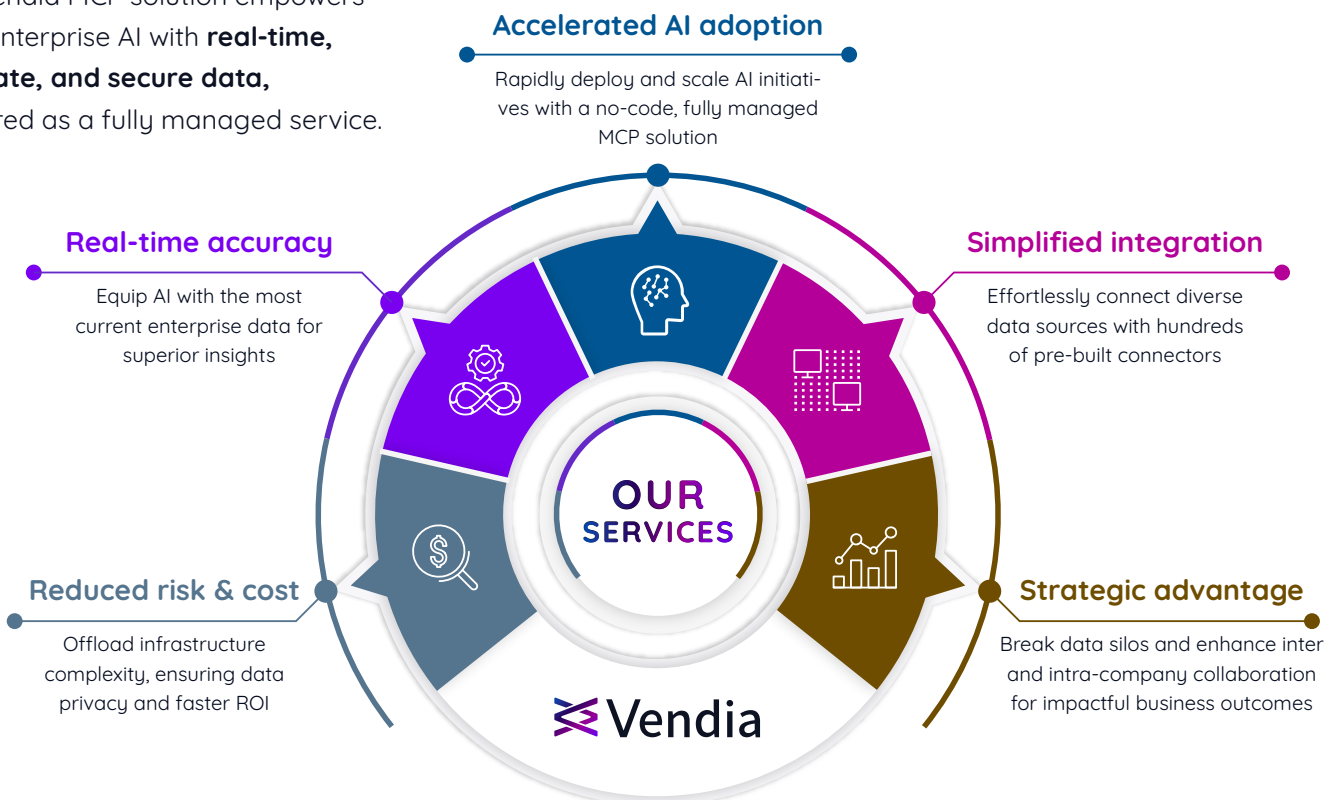 MCP solution empowers
enterprise AI with real-time,
and secure data,
as a fully managed service.
Accelerated AI adoption
Rapidly deploy and scale AI initiati-
ves with a no-code, fully managed
MCP solution
Real-time accuracy
Equip AI with the most
current enterprise data for
superior insights
Simplified integration
Effortlessly connect diverse
data sources with hundreds
of pre-built connectors
OUR
SERVICES
Reduced risk & cost
Offload infrastructure
complexity, ensuring data
privacy and faster ROI
Strategic advantage
Break data silos and enhance inter
and intra-company collaboration
for impactful business outcomes
Vendia